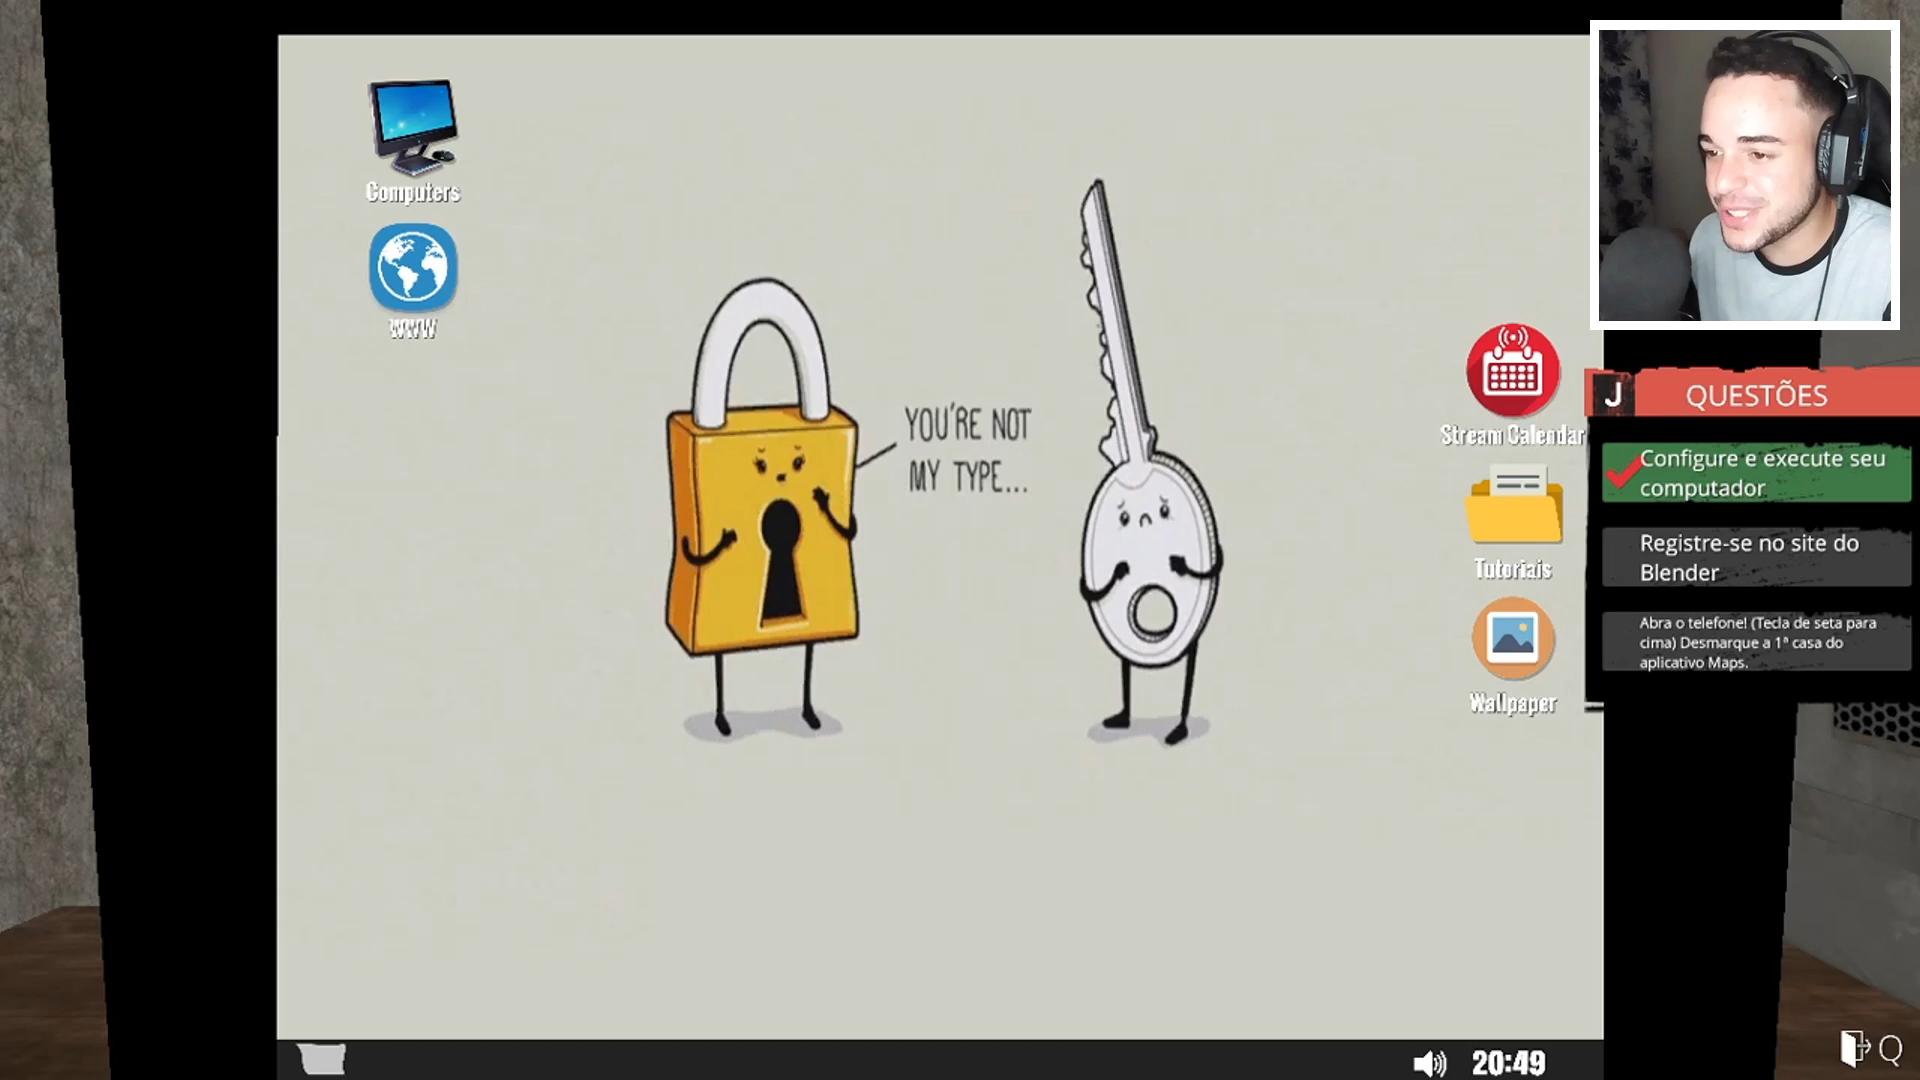 Computers
WWW
YOU'RE NOT
MY TYPE...
Stream Calendar
Tutoriais
Wallpaper
J QUESTÕES
Configure e execute seu
computador
Registre-se no site do
Blender
Abra o telefone! (Tecla de seta para
cima) Desmarque a 1ª casa do
aplicativo Maps.
20:49
Q